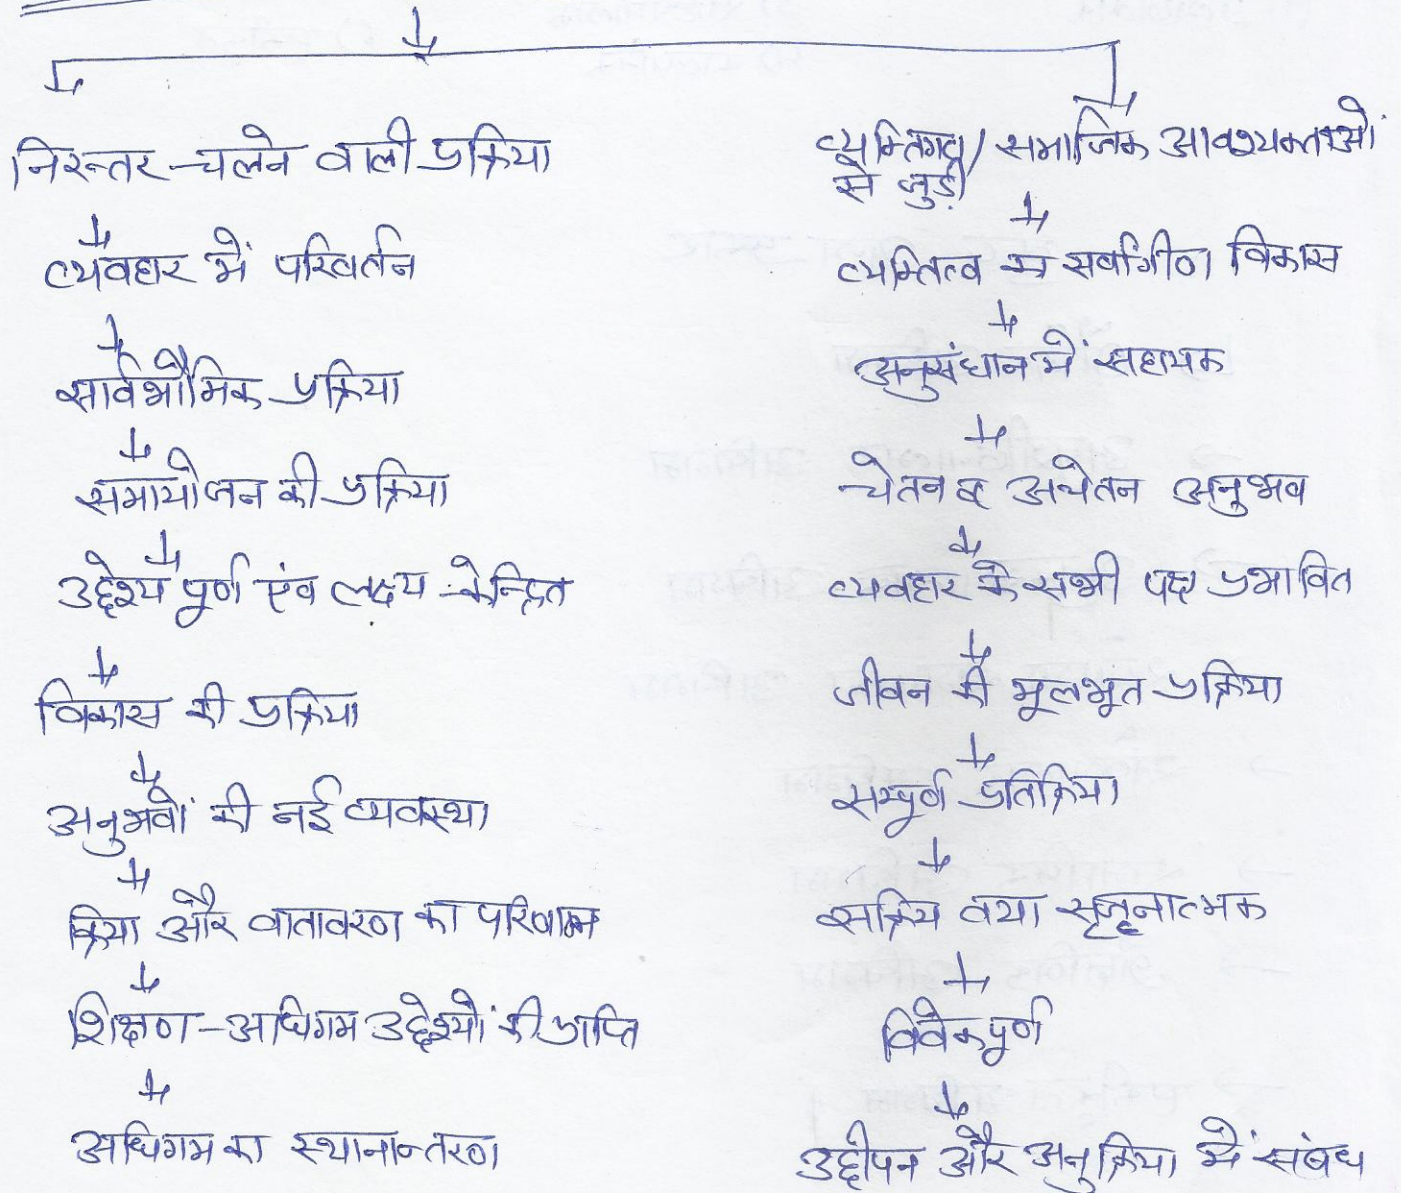 निरन्तर चलने वाली प्रक्रिया
व्यवहार में परिवर्तन
सार्वभौमिक प्रक्रिया
समायोजन की प्रक्रिया
उद्देश्य पूर्ण एंव लक्ष्य केन्द्रित
विकास की प्रक्रिया
अनुभवों की नई व्यवस्था
क्रिया और वातावरण का परिणाम
शिक्षण-अधिगम उद्देश्यों की प्राप्ति
अधिगम का स्थानान्तरण
व्यक्तिगत/समाजिक आवश्यकताओं
से जुड़ी
व्यक्तित्व का सर्वांगीण विकास
अनुसंधान में सहायक
चेतन व अचेतन अनुभव
व्यवहार के सभी पक्ष प्रभावित
जीवन की मूलभूत प्रक्रिया
सम्पूर्ण प्रतिक्रिया
सक्रिय तथा सृजनात्मक
विवेकपूर्ण
उद्दीपन और अनुक्रिया में संबंध